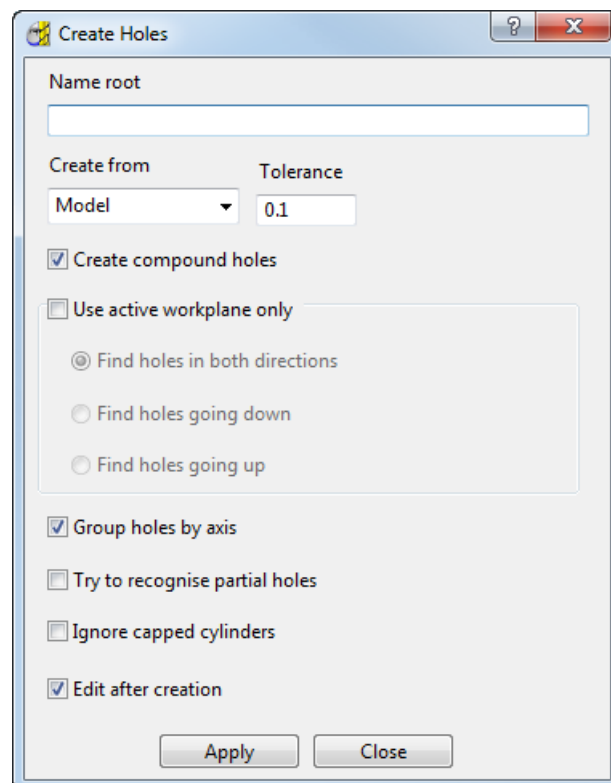 Create Holes
Name root
Create from
Tolerance
Model
0.1
Create compound holes
Use active workplane only
Find holes in both directions
Find holes going down
Find holes going up
Group holes by axis
Try to recognise partial holes
Ignore capped cylinders
Edit after creation
Apply
Close